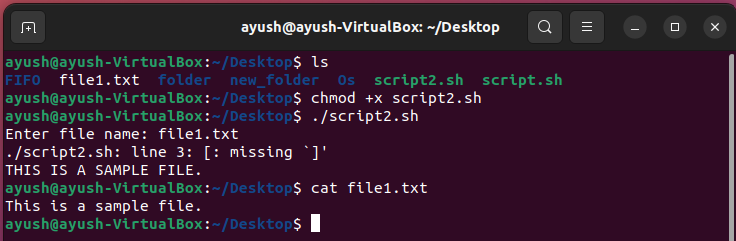 ayush@ayush-VirtualBox: ~/Desktop
ayush@ayush-VirtualBox:~/Desktop$ ls
FIFO file1.txt folder new_folder Os script2.sh script.sh
ayush@ayush-VirtualBox:~/Desktop$ chmod +x script2.sh
ayush@ayush-VirtualBox:~/Desktop$ ./script2.sh
Enter file name: file1.txt
./script2.sh: line 3: [: missing `]'
THIS IS A SAMPLE FILE.
ayush@ayush-VirtualBox:~/Desktop$ cat file1.txt
This is a sample file.
ayush@ayush-VirtualBox:~/Desktop$